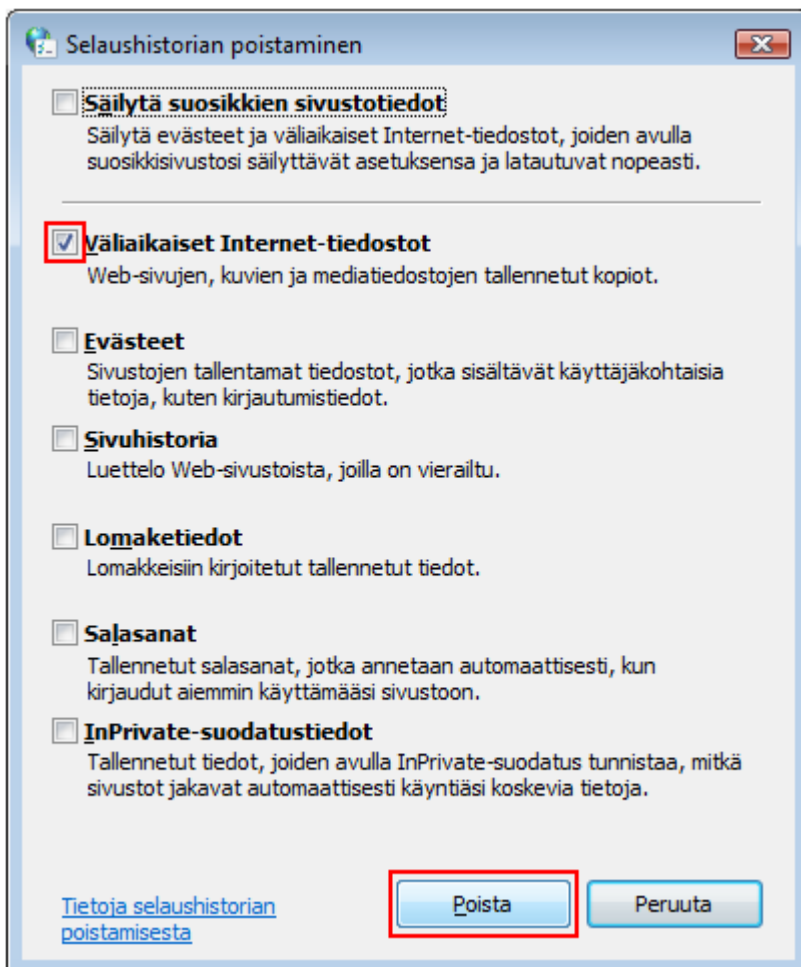 Selaushistorian poistaminen
Säilytä suosikkien sivustotiedot
Säilytä evästeet ja väliaikaiset Internet-tiedostot, joiden avulla
suosikkisivustosi säilyttävät asetuksensa ja latautuvat nopeasti.
Väliaikaiset Internet-tiedostot
Web-sivujen, kuvien ja mediatiedostojen tallennetut kopiot.
Evästeet
Sivustojen tallentamat tiedostot, jotka sisältävät käyttäjäkohtaisia
tietoja, kuten kirjautumistiedot.
Sivuhistoria
Luettelo Web-sivustoista, joilla on vierailtu.
Lomaketiedot
Lomakkeisiin kirjoitetut tallennetut tiedot.
Salasanat
Tallennetut salasanat, jotka annetaan automaattisesti, kun
kirjaudut aiemmin käyttämääsi sivustoon.
InPrivate-suodatustiedot
Tallennetut tiedot, joiden avulla InPrivate-suodatus tunnistaa, mitkä
sivustot jakavat automaattisesti käyntiäsi koskevia tietoja.
Tietoja selaushistorian
poistamisesta
Poista
Peruuta